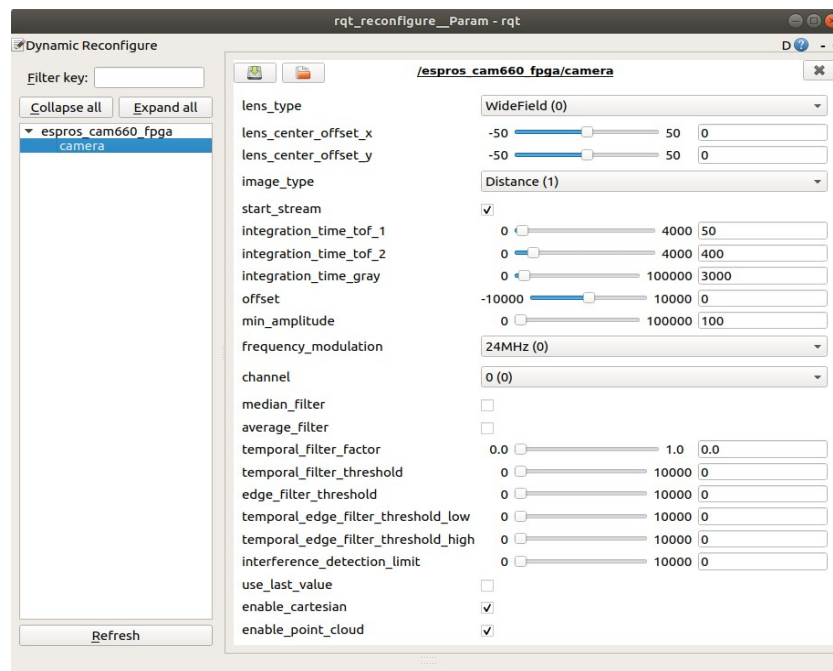 rqt_reconfigure__Param - rqt
Dynamic Reconfigure
D ? -
Filter key:
Collapse all Expand all
espros_cam660_fpga
camera
Refresh
/espros_cam660_fpga/camera
lens_type WideField (0)
lens_center_offset_x -50 50 0
lens_center_offset_y -50 50 0
image_type Distance (1)
start_stream
integration_time_tof_1 0 4000 50
integration_time_tof_2 0 4000 400
integration_time_gray 0 100000 3000
offset -10000 10000 0
min_amplitude 0 100000 100
frequency_modulation 24MHz (0)
channel 0 (0)
median_filter
average_filter
temporal_filter_factor 0.0 1.0 0.0
temporal_filter_threshold 0 10000 0
edge_filter_threshold 0 10000 0
temporal_edge_filter_threshold_low 0 10000 0
temporal_edge_filter_threshold_high 0 10000 0
interference_detection_limit 0 10000 0
use_last_value
enable_cartesian
enable_point_cloud